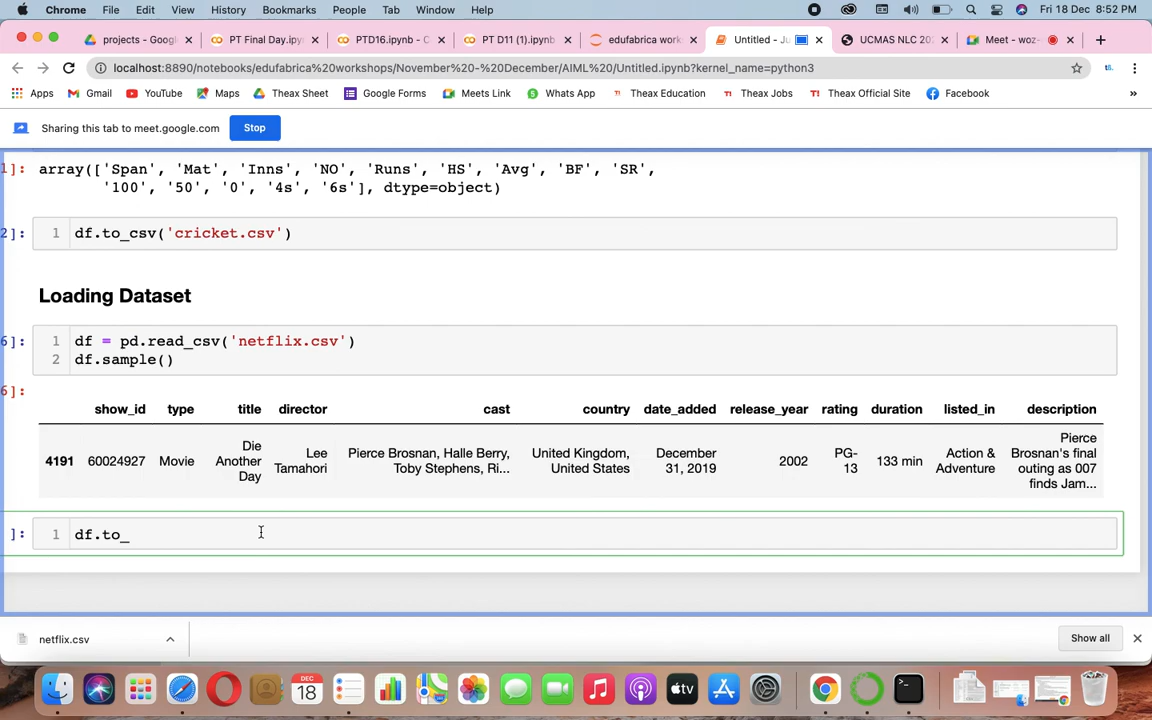 Chrome File Edit View History Bookmarks People Tab Window Help Fri 18 Dec 8:52 PM
projects - Googl PT Final Day.ipyn PTD16.ipynb - C PT D11 (1).ipynb edufabrica work Untitled - Ju UCMAS NLC 202 Meet - woz-
localhost:8890/notebooks/edufabrica%20workshops/November%20-%20December/AIML%20/Untitled.ipynb?kernel_name=python3
Apps Gmail YouTube Maps Theax Sheet Google Forms Meets Link Whats App Theax Education Theax Jobs Theax Official Site Facebook »
Sharing this tab to meet.google.com Stop
1]: array(['Span', 'Mat', 'Inns', 'NO', 'Runs', 'HS', 'Avg', 'BF', 'SR',
'100', '50', '0', '4s', '6s'], dtype=object)
2]: 1 df.to_csv('cricket.csv')
Loading Dataset
6]: 1 df = pd.read_csv('netflix.csv')
2 df.sample()
6]:
show_id type title director cast country date_added release_year rating duration listed_in description
4191 60024927 Movie Die Another Day Lee Tamahori Pierce Brosnan, Halle Berry, Toby Stephens, Ri... United Kingdom, United States December 31, 2019 2002 PG-13 133 min Action & Adventure Pierce Brosnan's final outing as 007 finds Jam...
]: 1 df.to_
netflix.csv Show all
DEC
18
tv